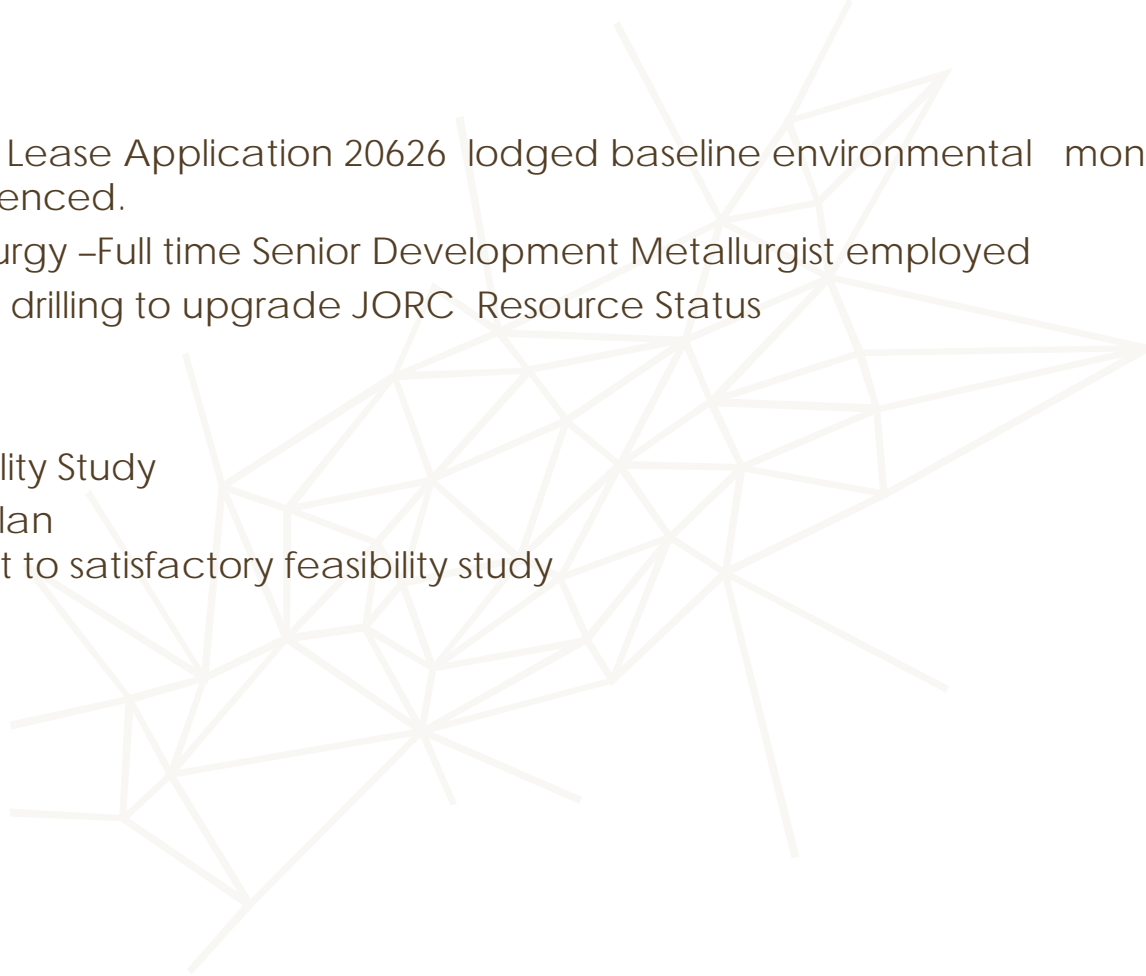 Lease Application 20626 lodged baseline environmental mon
enced.
urgy –Full time Senior Development Metallurgist employed
drilling to upgrade JORC Resource Status
lity Study
lan
t to satisfactory feasibility study